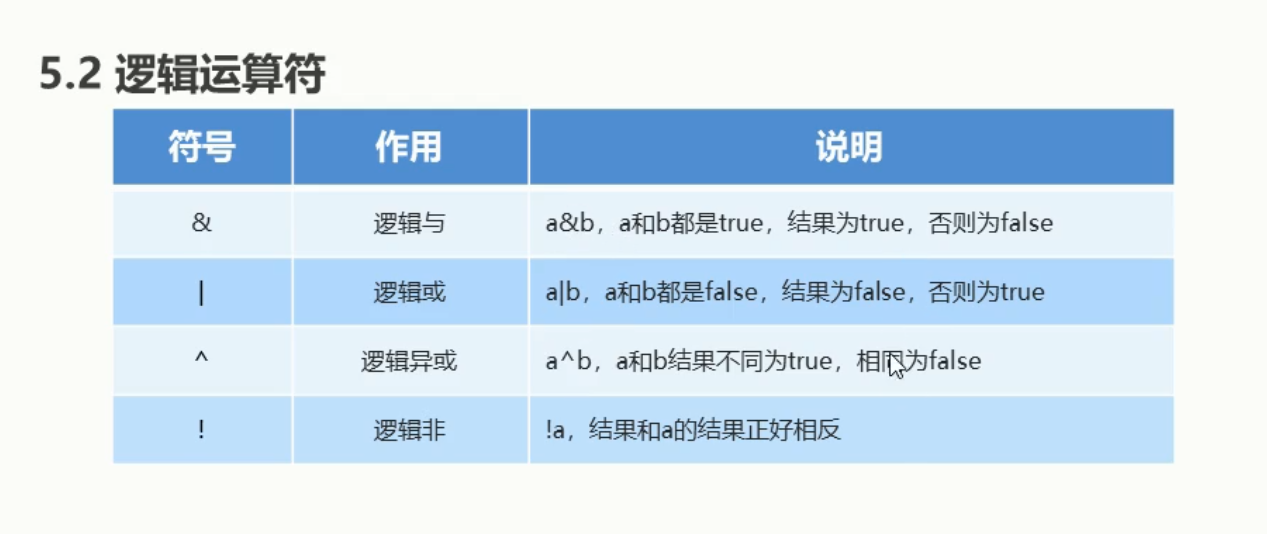 5.2 逻辑运算符
符号 作用 说明
& 逻辑与 a&b，a和b都是true，结果为true，否则为false
| 逻辑或 a|b，a和b都是false，结果为false，否则为true
^ 逻辑异或 a^b，a和b结果不同为true，相同为false
! 逻辑非 !a，结果和a的结果正好相反